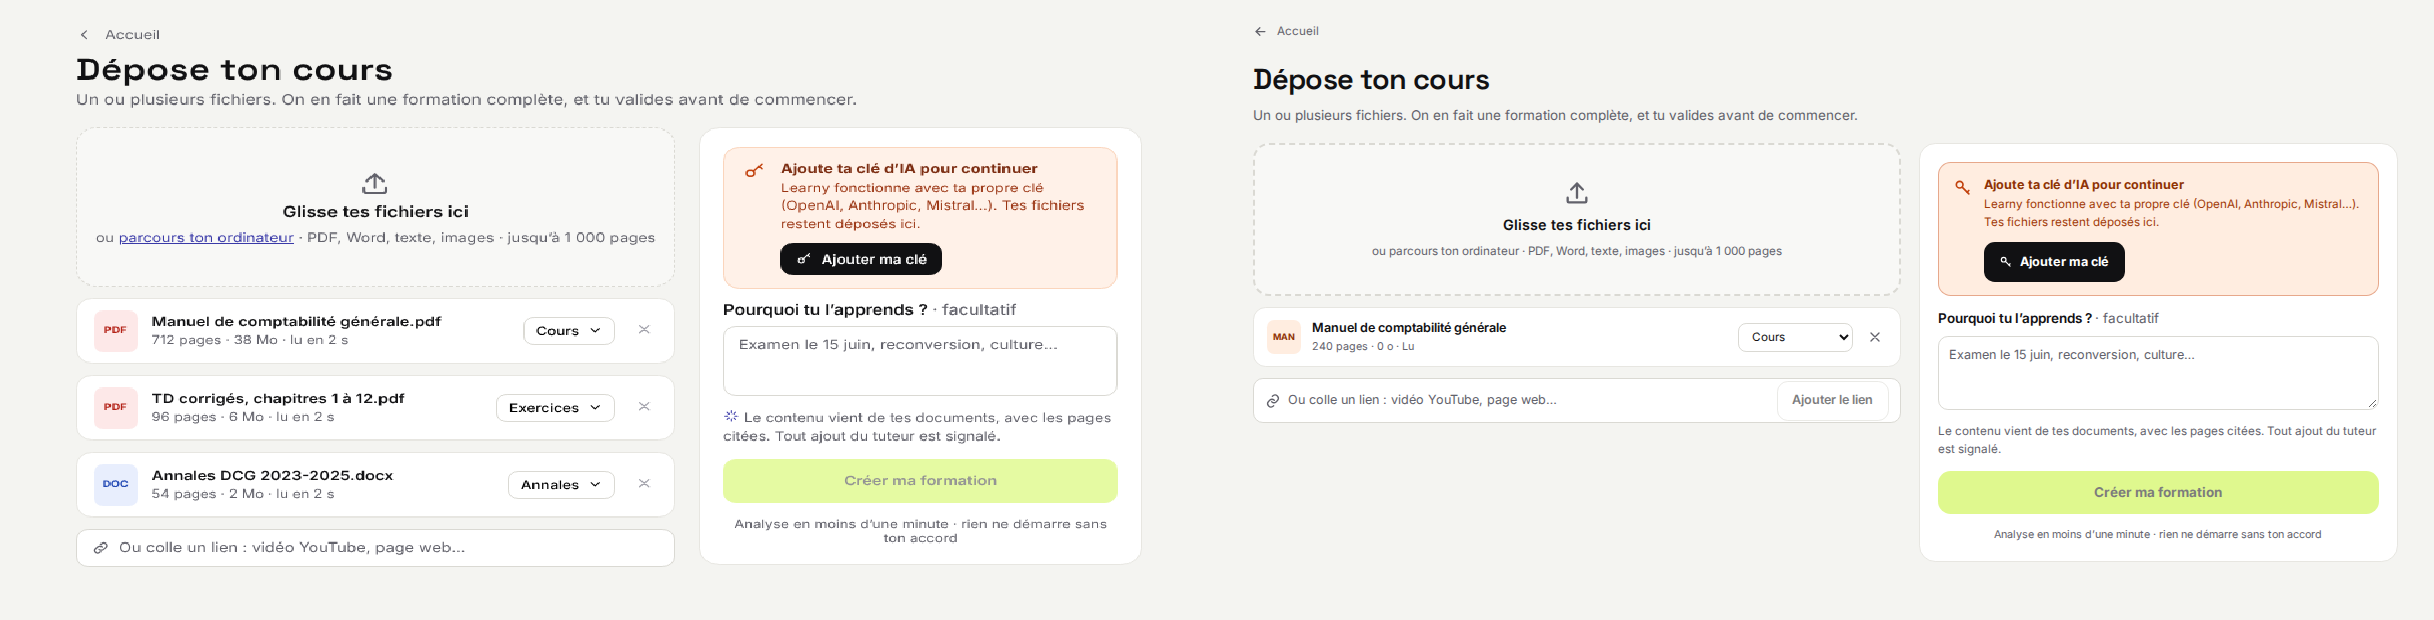 Accueil
Dépose ton cours
Un ou plusieurs fichiers. On en fait une formation complète, et tu valides avant de commencer.
Glisse tes fichiers ici
ou parcours ton ordinateur · PDF, Word, texte, images · jusqu'à 1 000 pages
PDF
Manuel de comptabilité générale.pdf
712 pages · 38 Mo · lu en 2 s
Cours
PDF
TD corrigés, chapitres 1 à 12.pdf
96 pages · 6 Mo · lu en 2 s
Exercices
DOC
Annales DCG 2023-2025.docx
54 pages · 2 Mo · lu en 2 s
Annales
Ou colle un lien : vidéo YouTube, page web...
Ajoute ta clé d'IA pour continuer
Learny fonctionne avec ta propre clé
(OpenAI, Anthropic, Mistral...). Tes fichiers
restent déposés ici.
Ajouter ma clé
Pourquoi tu l'apprends ? · facultatif
Examen le 15 juin, reconversion, culture...
Le contenu vient de tes documents, avec les pages
citées. Tout ajout du tuteur est signalé.
Créer ma formation
Analyse en moins d'une minute · rien ne démarre sans
ton accord
Accueil
Dépose ton cours
Un ou plusieurs fichiers. On en fait une formation complète, et tu valides avant de commencer.
Glisse tes fichiers ici
ou parcours ton ordinateur · PDF, Word, texte, images · jusqu'à 1 000 pages
MAN
Manuel de comptabilité générale
240 pages · 0 o · Lu
Cours
Ou colle un lien : vidéo YouTube, page web...
Ajouter le lien
Ajoute ta clé d'IA pour continuer
Learny fonctionne avec ta propre clé (OpenAI, Anthropic, Mistral...).
Tes fichiers restent déposés ici.
Ajouter ma clé
Pourquoi tu l'apprends ? · facultatif
Examen le 15 juin, reconversion, culture...
Le contenu vient de tes documents, avec les pages citées. Tout ajout du tuteur
est signalé.
Créer ma formation
Analyse en moins d'une minute · rien ne démarre sans ton accord